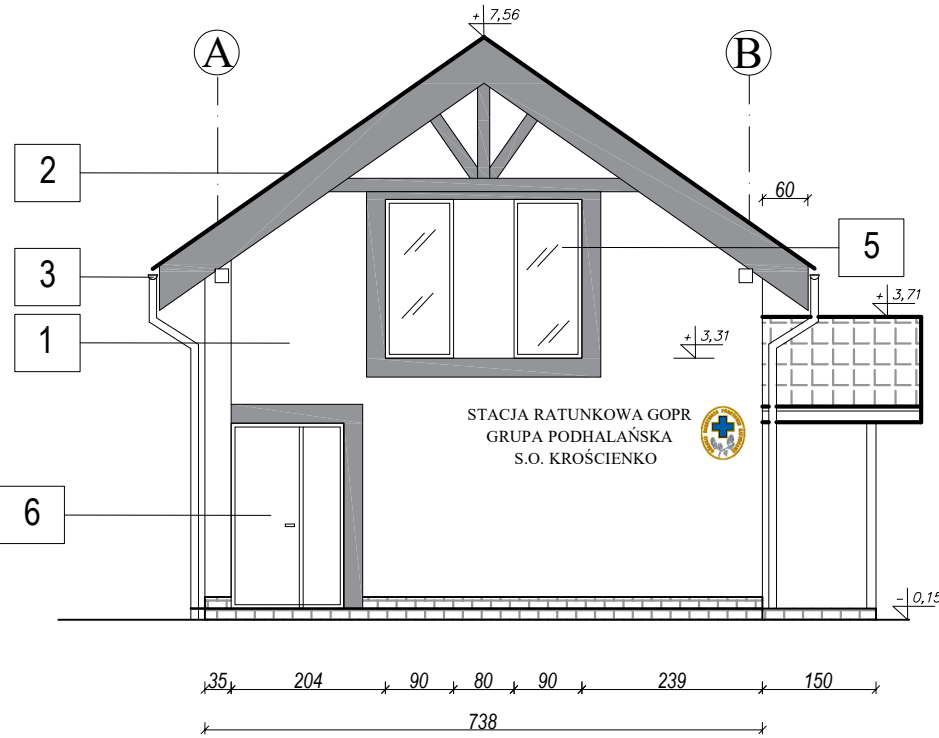 + 7,56
A
B
2
60
5
3
+ 3,71
1
+ 3,31
STACJA RATUNKOWA GOPR
GRUPA PODHALAŃSKA
S.O. KROŚCIENKO
6
- 0,15
35 204 90 80 90 239 150
738